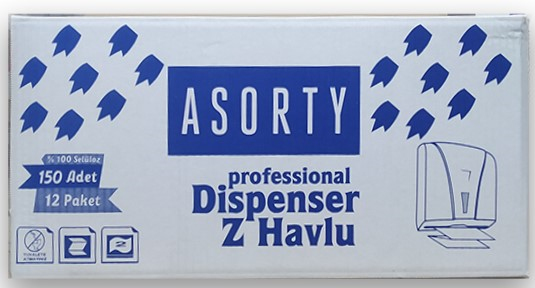 ASORTY
professional
Dispenser
Z Havlu
% 100 Selüloz
150 Adet
12 Paket